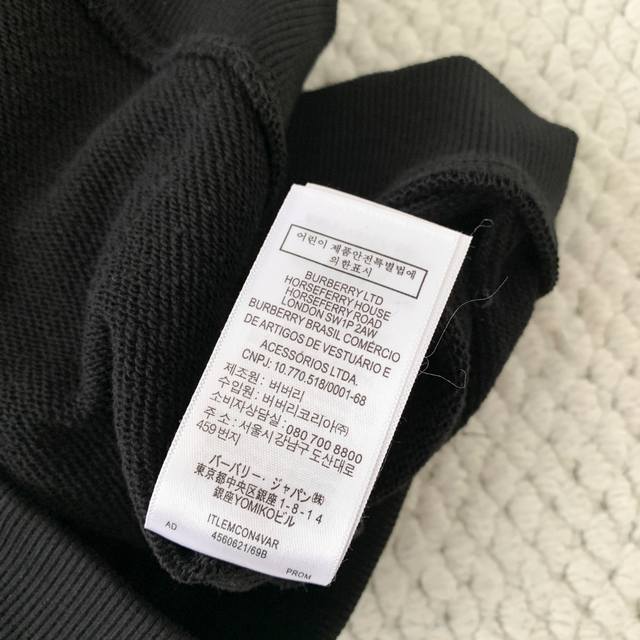 어린이 제품안전특별법에
의한표시
BURBERRY LTD
HORSEFERRY HOUSE
HORSEFERRY ROAD
LONDON SW1P 2AW
BURBERRY BRASIL COMÉRCIO
DE ARTIGOS DE VESTUÁRIO E
ACESSÓRIOS LTDA.
CNPJ: 10.770.518/0001-68
제조원: 버버리
수입원: 버버리코리아㈜
소비자상담실: 080 700 8800
주 소: 서울시강남구 도산대로
459 번지
バーバリー・ジャパン㈱
東京都中央区銀座1-8-14
銀座YOMIKOビル
ITLEMCON4VAR
AD
4560621/69B
PROM